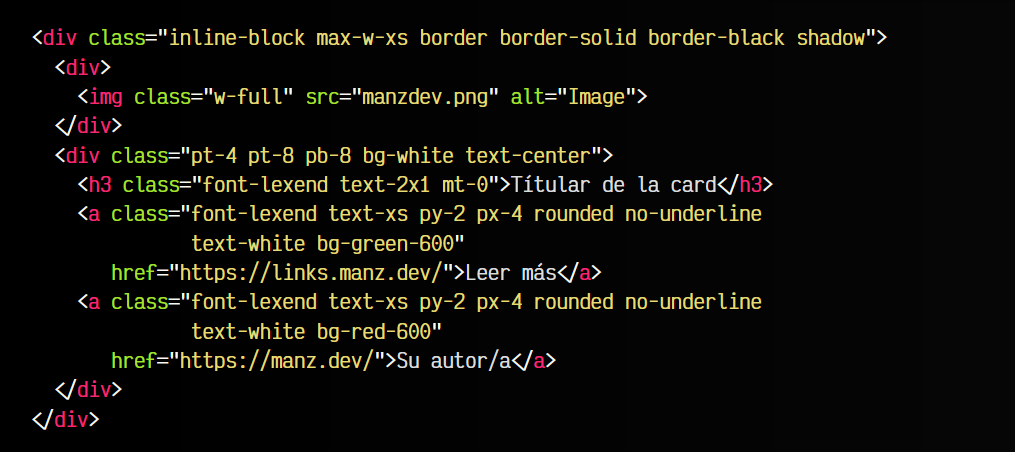 <div class="inline-block max-w-xs border border-solid border-black shadow">
<div>
<img class="w-full" src="manzdev.png" alt="Image">
</div>
<div class="pt-4 pt-8 pb-8 bg-white text-center">
<h3 class="font-lexend text-2x1 mt-0">Títular de la card</h3>
<a class="font-lexend text-xs py-2 px-4 rounded no-underline
text-white bg-green-600"
href="https://links.manz.dev/">Leer más</a>
<a class="font-lexend text-xs py-2 px-4 rounded no-underline
text-white bg-red-600"
href="https://manz.dev/">Su autor/a</a>
</div>
</div>